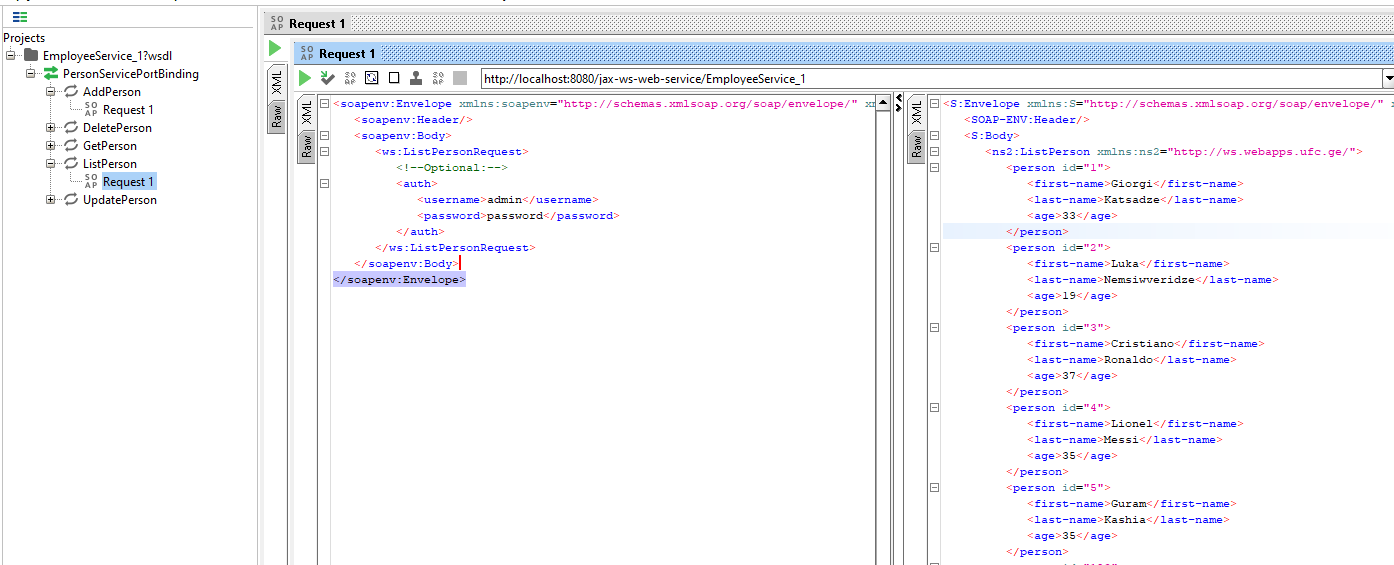 Projects
EmployeeService_1?wsdl
PersonServicePortBinding
AddPerson
SOAP Request 1
DeletePerson
GetPerson
ListPerson
SOAP Request 1
UpdatePerson
SOAP Request 1
XML
Raw
SOAP Request 1
http://localhost:8080/jax-ws-web-service/EmployeeService_1
XML
Raw
<soapenv:Envelope xmlns:soapenv="http://schemas.xmlsoap.org/soap/envelope/"
<soapenv:Header/>
<soapenv:Body>
<ws:ListPersonRequest>
<!--Optional:-->
<auth>
<username>admin</username>
<password>password</password>
</auth>
</ws:ListPersonRequest>
</soapenv:Body>
</soapenv:Envelope>
XML
Raw
<S:Envelope xmlns:S="http://schemas.xmlsoap.org/soap/envelope/"
<SOAP-ENV:Header/>
<S:Body>
<ns2:ListPerson xmlns:ns2="http://ws.webapps.ufc.ge/">
<person id="1">
<first-name>Giorgi</first-name>
<last-name>Katsadze</last-name>
<age>33</age>
</person>
<person id="2">
<first-name>Luka</first-name>
<last-name>Nemsiwveridze</last-name>
<age>19</age>
</person>
<person id="3">
<first-name>Cristiano</first-name>
<last-name>Ronaldo</last-name>
<age>37</age>
</person>
<person id="4">
<first-name>Lionel</first-name>
<last-name>Messi</last-name>
<age>35</age>
</person>
<person id="5">
<first-name>Guram</first-name>
<last-name>Kashia</last-name>
<age>35</age>
</person>